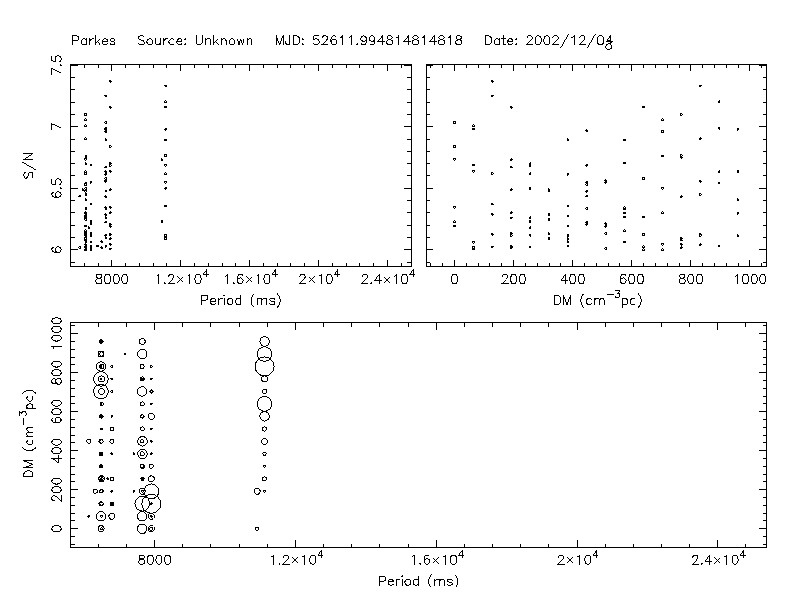 Parkes Source: Unknown MJD: 52611.994814814818 Date: 2002/12/04
7.5
7
6.5
6
S/N
8000 1.2×10⁴ 1.6×10⁴ 2×10⁴ 2.4×10⁴
Period (ms)
0 200 400 600 800 1000
DM (cm⁻³pc)
1000
800
600
400
200
0
DM (cm⁻³pc)
8000 1.2×10⁴ 1.6×10⁴ 2×10⁴ 2.4×10⁴
Period (ms)